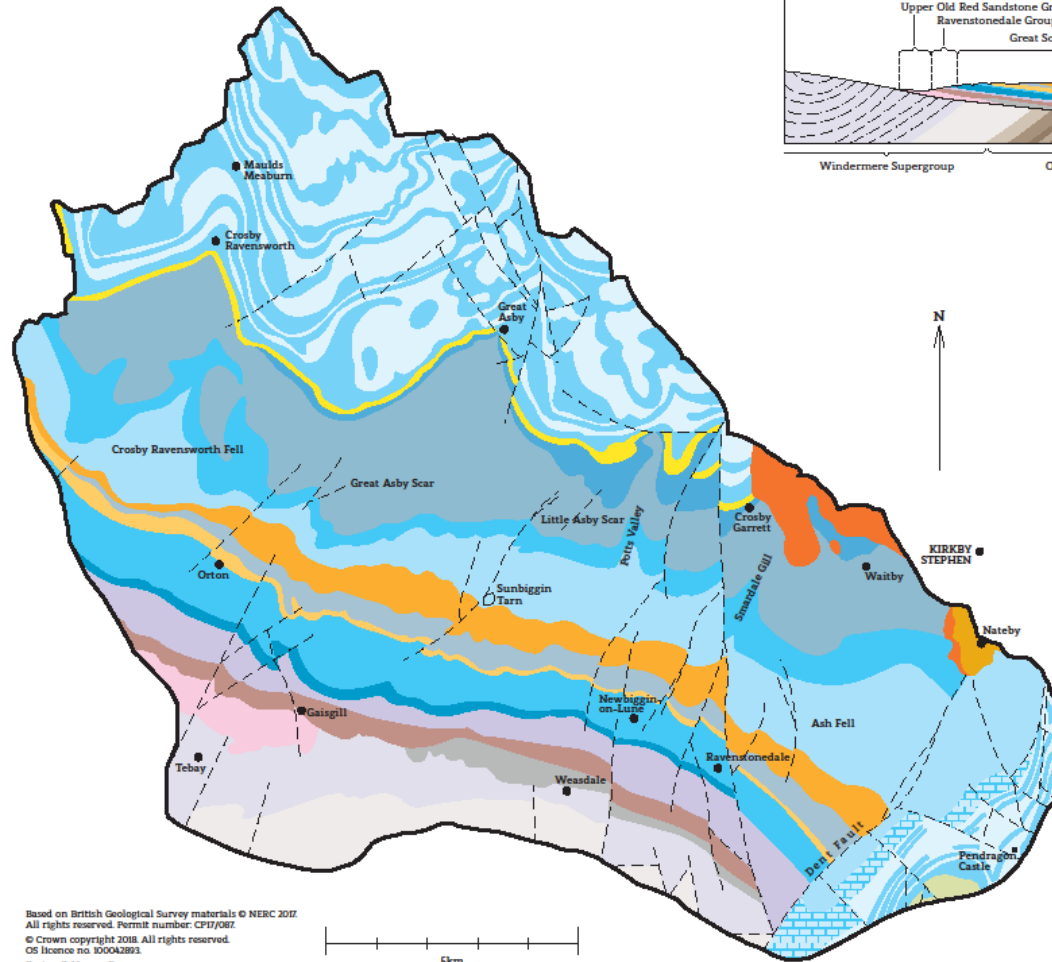 Upper Old Red Sandstone
Ravenstonedale Group
Great
Windermere Supergroup
Maulds
Meaburn
Crosby
Ravensworth
Great
Asby
N
Crosby Ravensworth Fell
Great Asby Scar
Little Asby Scar
Potts Valley
Crosby
Garrett
KIRKBY
STEPHEN
Waitby
Smardale Gill
Orton
Sunbiggin
Tarn
Nateby
Newbiggin-
on-Lune
Ash Fell
Gaisgill
Ravenstonedale
Tebay
Weasdale
Dent Fault
Pendragon
Castle
Based on British Geological Survey materials © NERC 2017.
All rights reserved. Permit number: CP17/087.
© Crown copyright 2018. All rights reserved.
OS licence no. 100042893.
5km